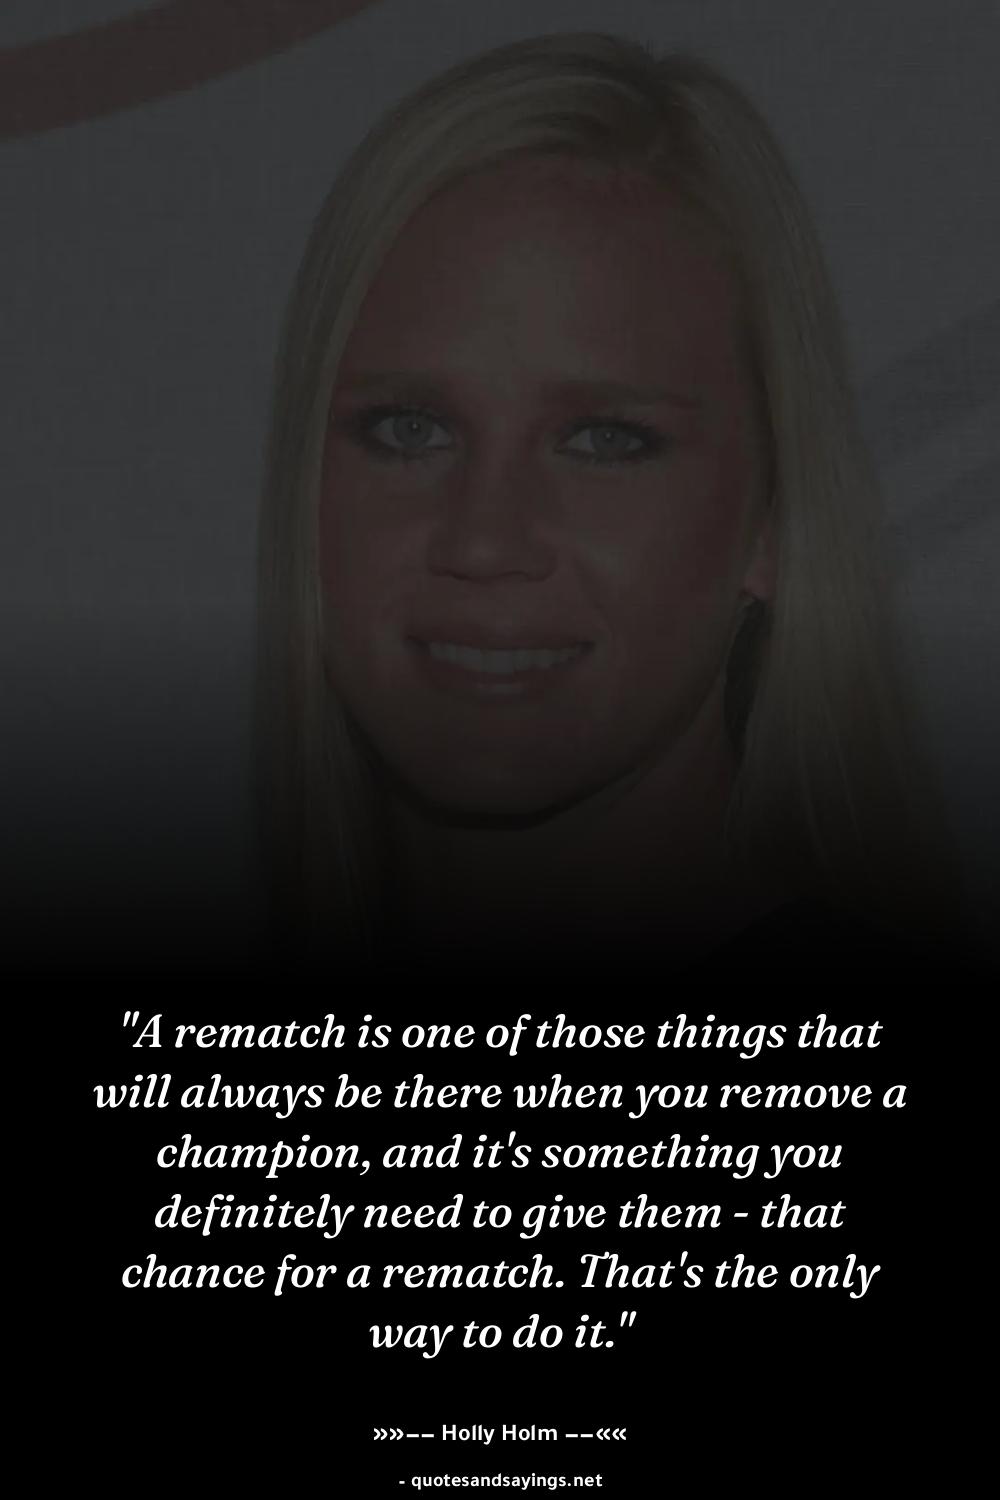 "A rematch is one of those things that
will always be there when you remove a
champion, and it's something you
definitely need to give them - that
chance for a rematch. That's the only
way to do it."
»»−− Holly Holm −−««
- quotesandsayings.net